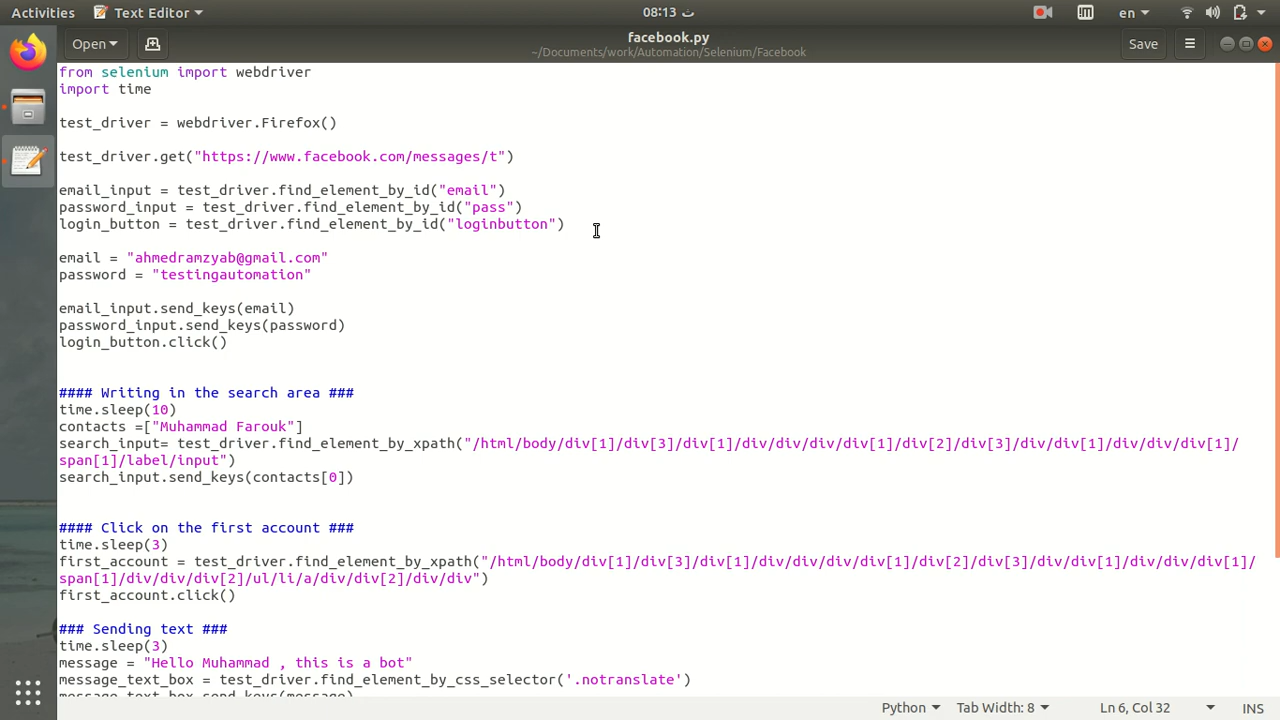 Activities
Text Editor
08:13 ث
en
Open
facebook.py
~/Documents/work/Automation/Selenium/Facebook
Save
from selenium import webdriver
import time
test_driver = webdriver.Firefox()
test_driver.get("https://www.facebook.com/messages/t")
email_input = test_driver.find_element_by_id("email")
password_input = test_driver.find_element_by_id("pass")
login_button = test_driver.find_element_by_id("loginbutton")
email = "ahmedramzyab@gmail.com"
password = "testingautomation"
email_input.send_keys(email)
password_input.send_keys(password)
login_button.click()
#### Writing in the search area ###
time.sleep(10)
contacts =["Muhammad Farouk"]
search_input= test_driver.find_element_by_xpath("/html/body/div[1]/div[3]/div[1]/div/div/div/div[1]/div[2]/div[3]/div/div[1]/div/div/div[1]/
span[1]/label/input")
search_input.send_keys(contacts[0])
#### Click on the first account ###
time.sleep(3)
first_account = test_driver.find_element_by_xpath("/html/body/div[1]/div[3]/div[1]/div/div/div/div[1]/div[2]/div[3]/div/div[1]/div/div/div[1]/
span[1]/div/div/div[2]/ul/li/a/div/div[2]/div/div")
first_account.click()
### Sending text ###
time.sleep(3)
message = "Hello Muhammad , this is a bot"
message_text_box = test_driver.find_element_by_css_selector('.notranslate')
message_text_box.send_keys(message)
Python
Tab Width: 8
Ln 6, Col 32
INS